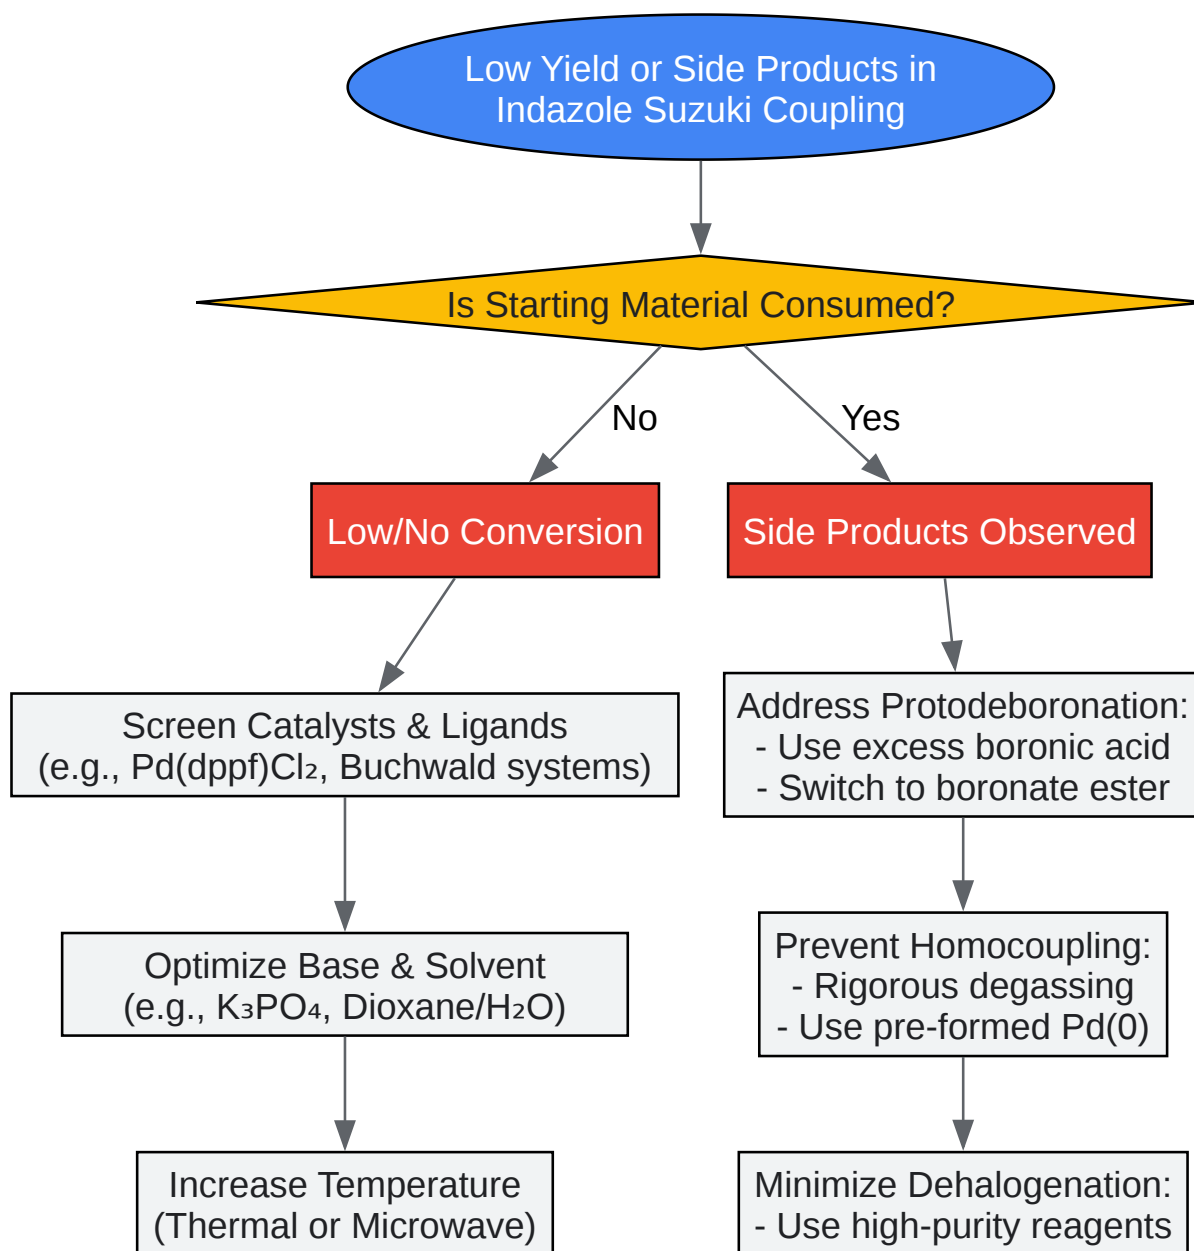 Low Yield or Side Products in
Indazole Suzuki Coupling
Is Starting Material Consumed?
No
Yes
Low/No Conversion
Side Products Observed
Screen Catalysts & Ligands
(e.g., Pd(dppf)Cl₂, Buchwald systems)
Address Protodeboronation:
- Use excess boronic acid
- Switch to boronate ester
Optimize Base & Solvent
(e.g., K₃PO₄, Dioxane/H₂O)
Prevent Homocoupling:
- Rigorous degassing
- Use pre-formed Pd(0)
Increase Temperature
(Thermal or Microwave)
Minimize Dehalogenation:
- Use high-purity reagents